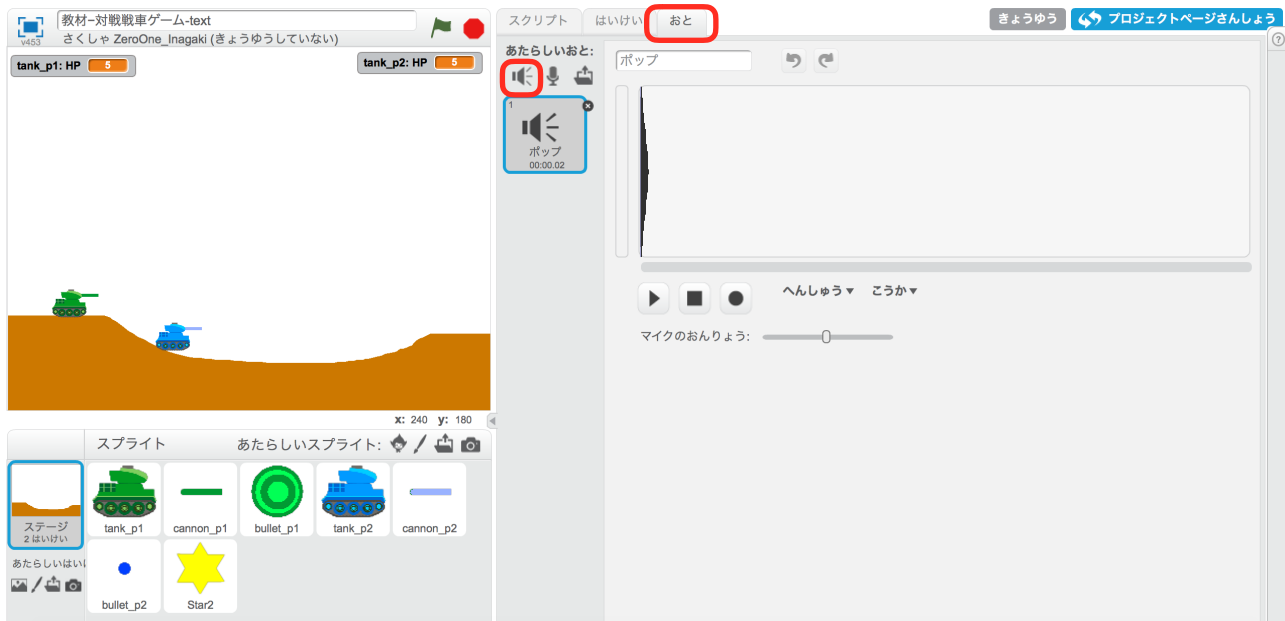 v453
教材−対戦戦車ゲーム-text
さくしゃ ZeroOne_Inagaki (きょうゆうしていない)
tank_p1: HP 5
tank_p2: HP 5
x: 240 y: 180
スプライト
あたらしいスプライト:
ステージ
2 はいけい
あたらしいはいけ
tank_p1
cannon_p1
bullet_p1
tank_p2
cannon_p2
bullet_p2
Star2
スクリプト
はいけい
おと
きょうゆう
プロジェクトページさんしょう
?
あたらしいおと:
1
ポップ
00:00.02
ポップ
へんしゅう▼
こうか▼
マイクのおんりょう: